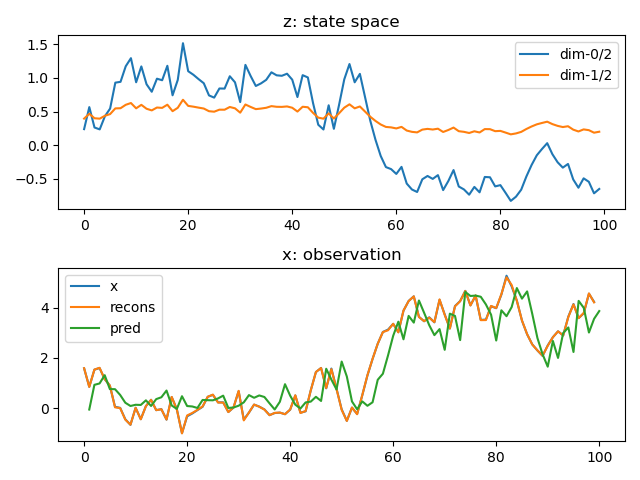 z: state space
1.5
1.0
0.5
0.0
−0.5
dim-0/2
dim-1/2
0 20 40 60 80 100
x: observation
4
2
0
x
recons
pred
0 20 40 60 80 100